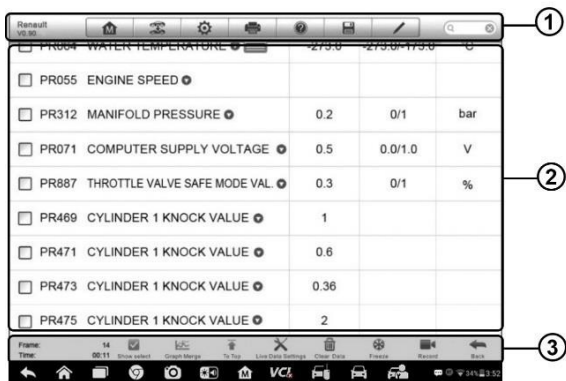 Renault
V0.90.
1
PR064 WATER TEMPERATURE -273.0 -273.0/-173.0 °C
PR055 ENGINE SPEED
PR312 MANIFOLD PRESSURE 0.2 0/1 bar
PR071 COMPUTER SUPPLY VOLTAGE 0.5 0.0/1.0 V
2
PR887 THROTTLE VALVE SAFE MODE VAL. 0.3 0/1 %
PR469 CYLINDER 1 KNOCK VALUE 1
PR471 CYLINDER 1 KNOCK VALUE 0.6
PR473 CYLINDER 1 KNOCK VALUE 0.36
PR475 CYLINDER 1 KNOCK VALUE 2
Frame: 14
Time: 00:11 Show select Graph Merge To Top Live Data Settings Clear Data Freeze Record Back
3
VCI 34% 3:52